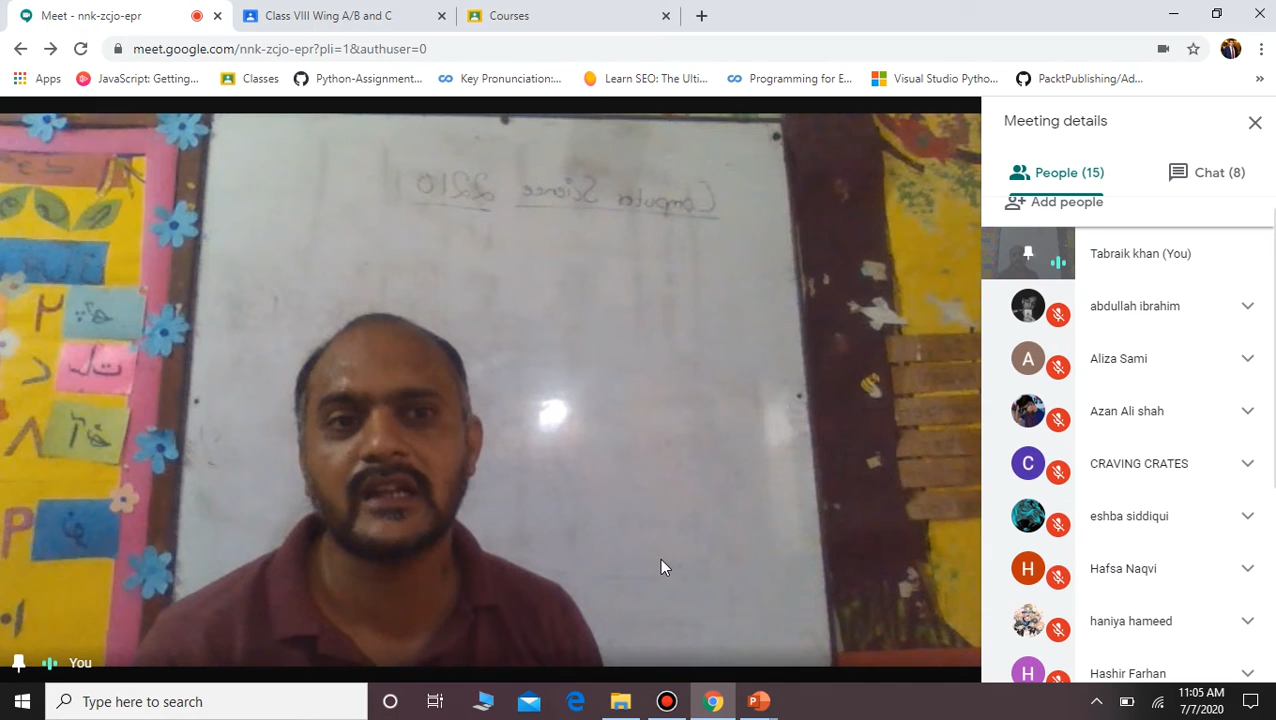 Meet - nnk-zcjo-epr
Class VIII Wing A/B and C
Courses
meet.google.com/nnk-zcjo-epr?pli=1&authuser=0
Apps
JavaScript: Getting...
Classes
Python-Assignment...
Key Pronunciation:...
Learn SEO: The Ulti...
Programming for E...
Visual Studio Pytho...
PacktPublishing/Ad...
»
Meeting details
People (15)
Chat (8)
Add people
Computer Science 2210
Tabraik khan (You)
abdullah ibrahim
A
Aliza Sami
Azan Ali shah
C
CRAVING CRATES
eshba siddiqui
H
Hafsa Naqvi
haniya hameed
H
Hashir Farhan
You
Type here to search
11:05 AM
7/7/2020